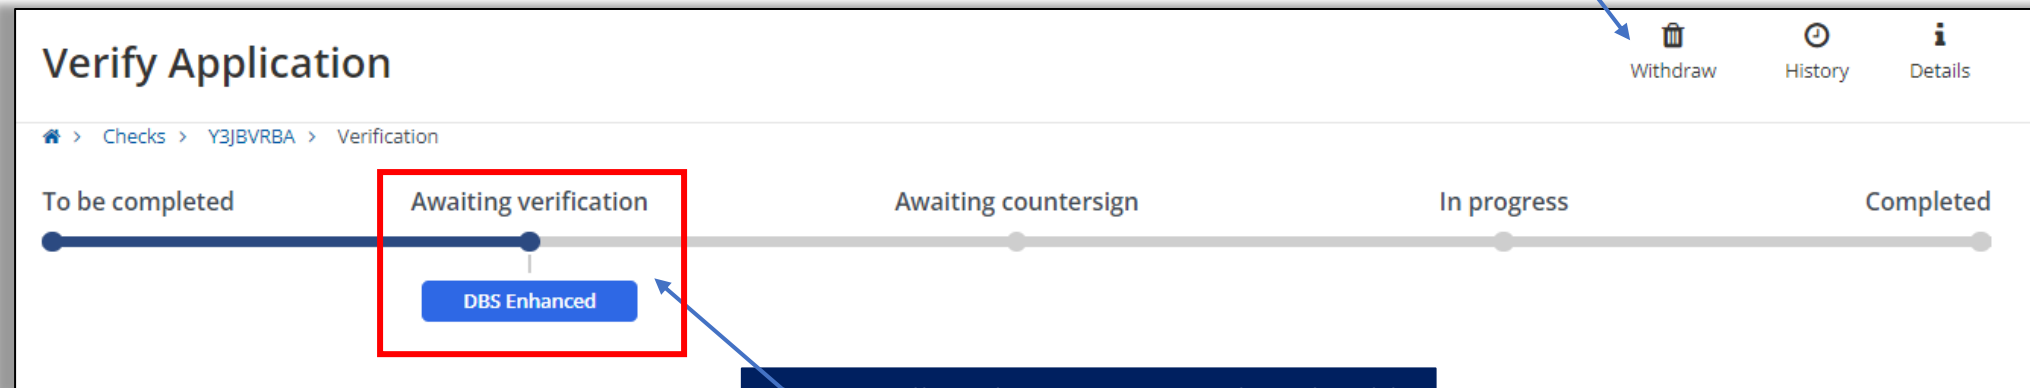 Verify Application
Withdraw
History
Details
> Checks > Y3JBVRBA > Verification
To be completed
Awaiting verification
Awaiting countersign
In progress
Completed
DBS Enhanced